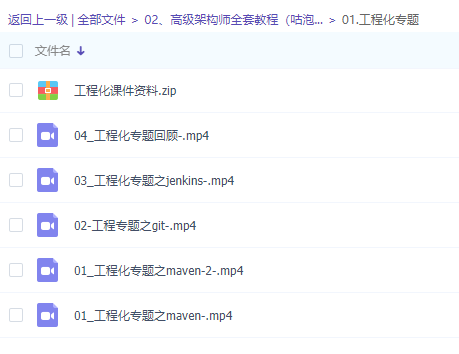 返回上一级 | 全部文件 > 02、高级架构师全套教程（咕泡... > 01.工程化专题
文件名
工程化课件资料.zip
04_工程化专题回顾-.mp4
03_工程化专题之jenkins-.mp4
02-工程专题之git-.mp4
01_工程化专题之maven-2-.mp4
01_工程化专题之maven-.mp4